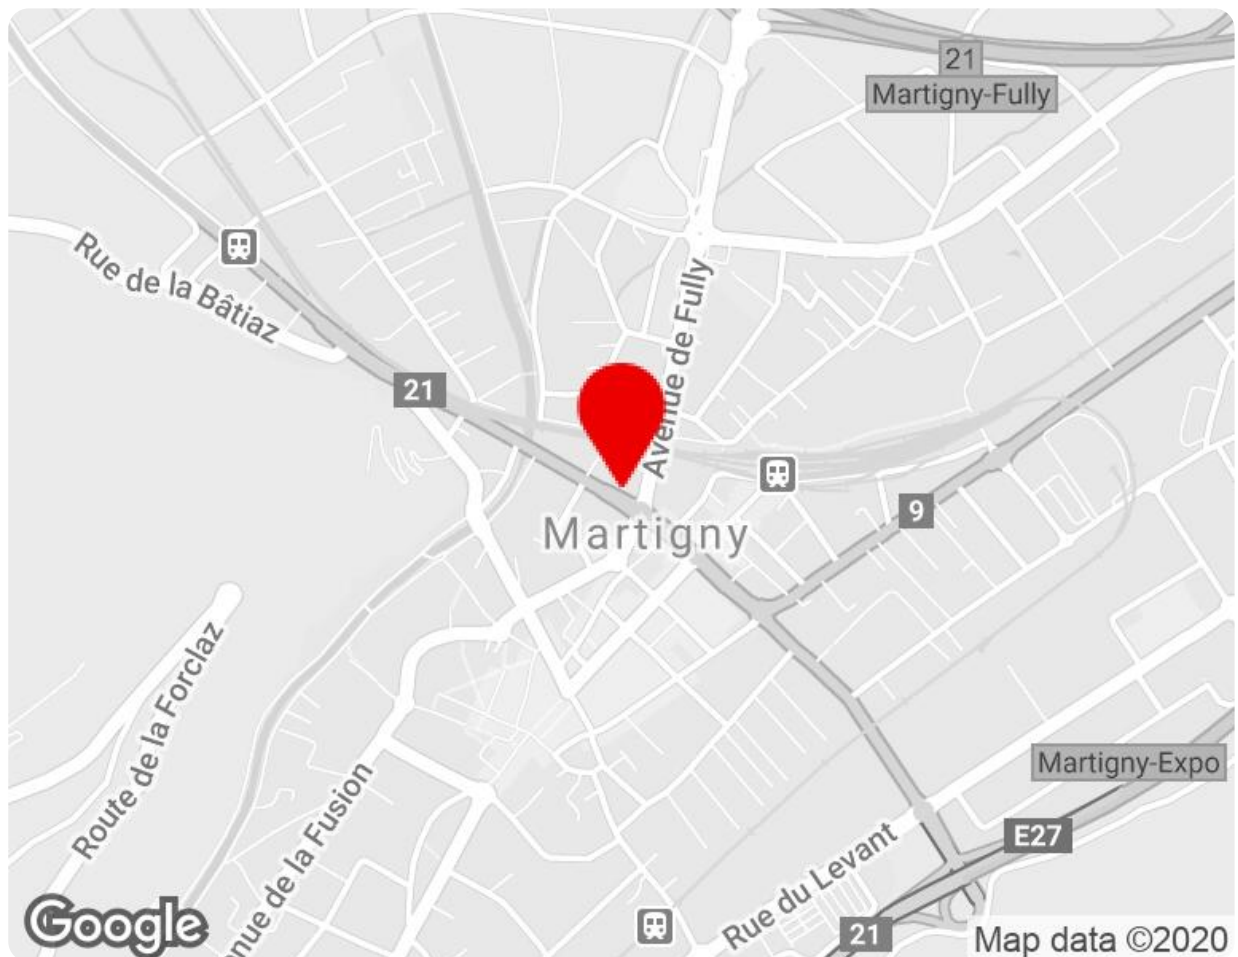 21
Martigny-Fully
Rue de la Bâtiaz
Avenue de Fully
21
9
Martigny
Route de la Forclaz
nue de la Fusion
Martigny-Expo
E27
Rue du Levant
21
Google
Map data ©2020